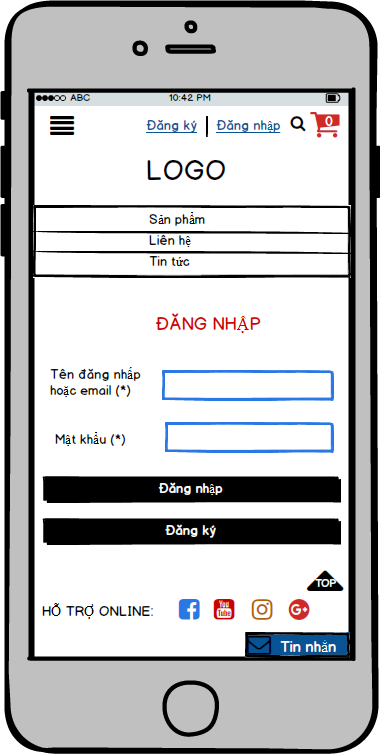 ABC 10:42 PM
Đăng ký Đăng nhập 0
LOGO
Sản phẩm
Liên hệ
Tin tức
ĐĂNG NHẬP
Tên đăng nhấp
hoặc email (*)
Mật khẩu (*)
Đăng nhập
Đăng ký
TOP
HỖ TRỢ ONLINE: f You Tube G+
Tin nhắn